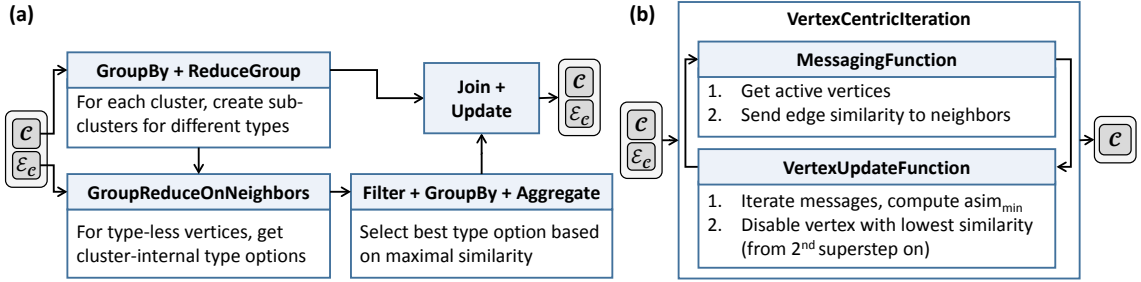 (a)
GroupBy + ReduceGroup
For each cluster, create sub-
clusters for different types
Join +
Update
𝒞
ℰ𝒞
𝒞
ℰ𝒞
GroupReduceOnNeighbors
For type-less vertices, get
cluster-internal type options
Filter + GroupBy + Aggregate
Select best type option based
on maximal similarity
(b)
VertexCentricIteration
MessagingFunction
1. Get active vertices
2. Send edge similarity to neighbors
𝒞
ℰ𝒞
𝒞
VertexUpdateFunction
1. Iterate messages, compute asimmin
2. Disable vertex with lowest similarity
(from 2nd superstep on)